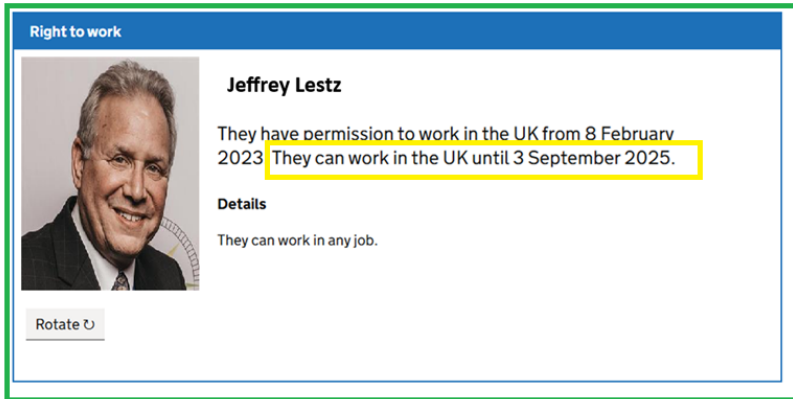 Right to work
Jeffrey Lestz
They have permission to work in the UK from 8 February
2023 They can work in the UK until 3 September 2025.
Details
They can work in any job.
Rotate ↻